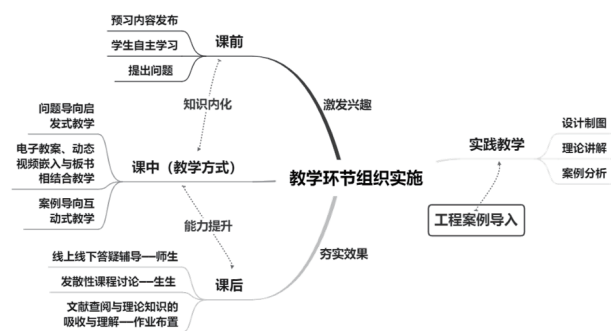 预习内容发布
学生自主学习
提出问题
课前
知识内化
激发兴趣
问题导向启
发式教学
电子教案、动态
视频嵌入与板书
相结合教学
案例导向互
动式教学
课中（教学方式）
教学环节组织实施
能力提升
夯实效果
线上线下答疑辅导——师生
发散性课程讨论——生生
文献查阅与理论知识的
吸收与理解——作业布置
课后
实践教学
设计制图
理论讲解
案例分析
工程案例导入